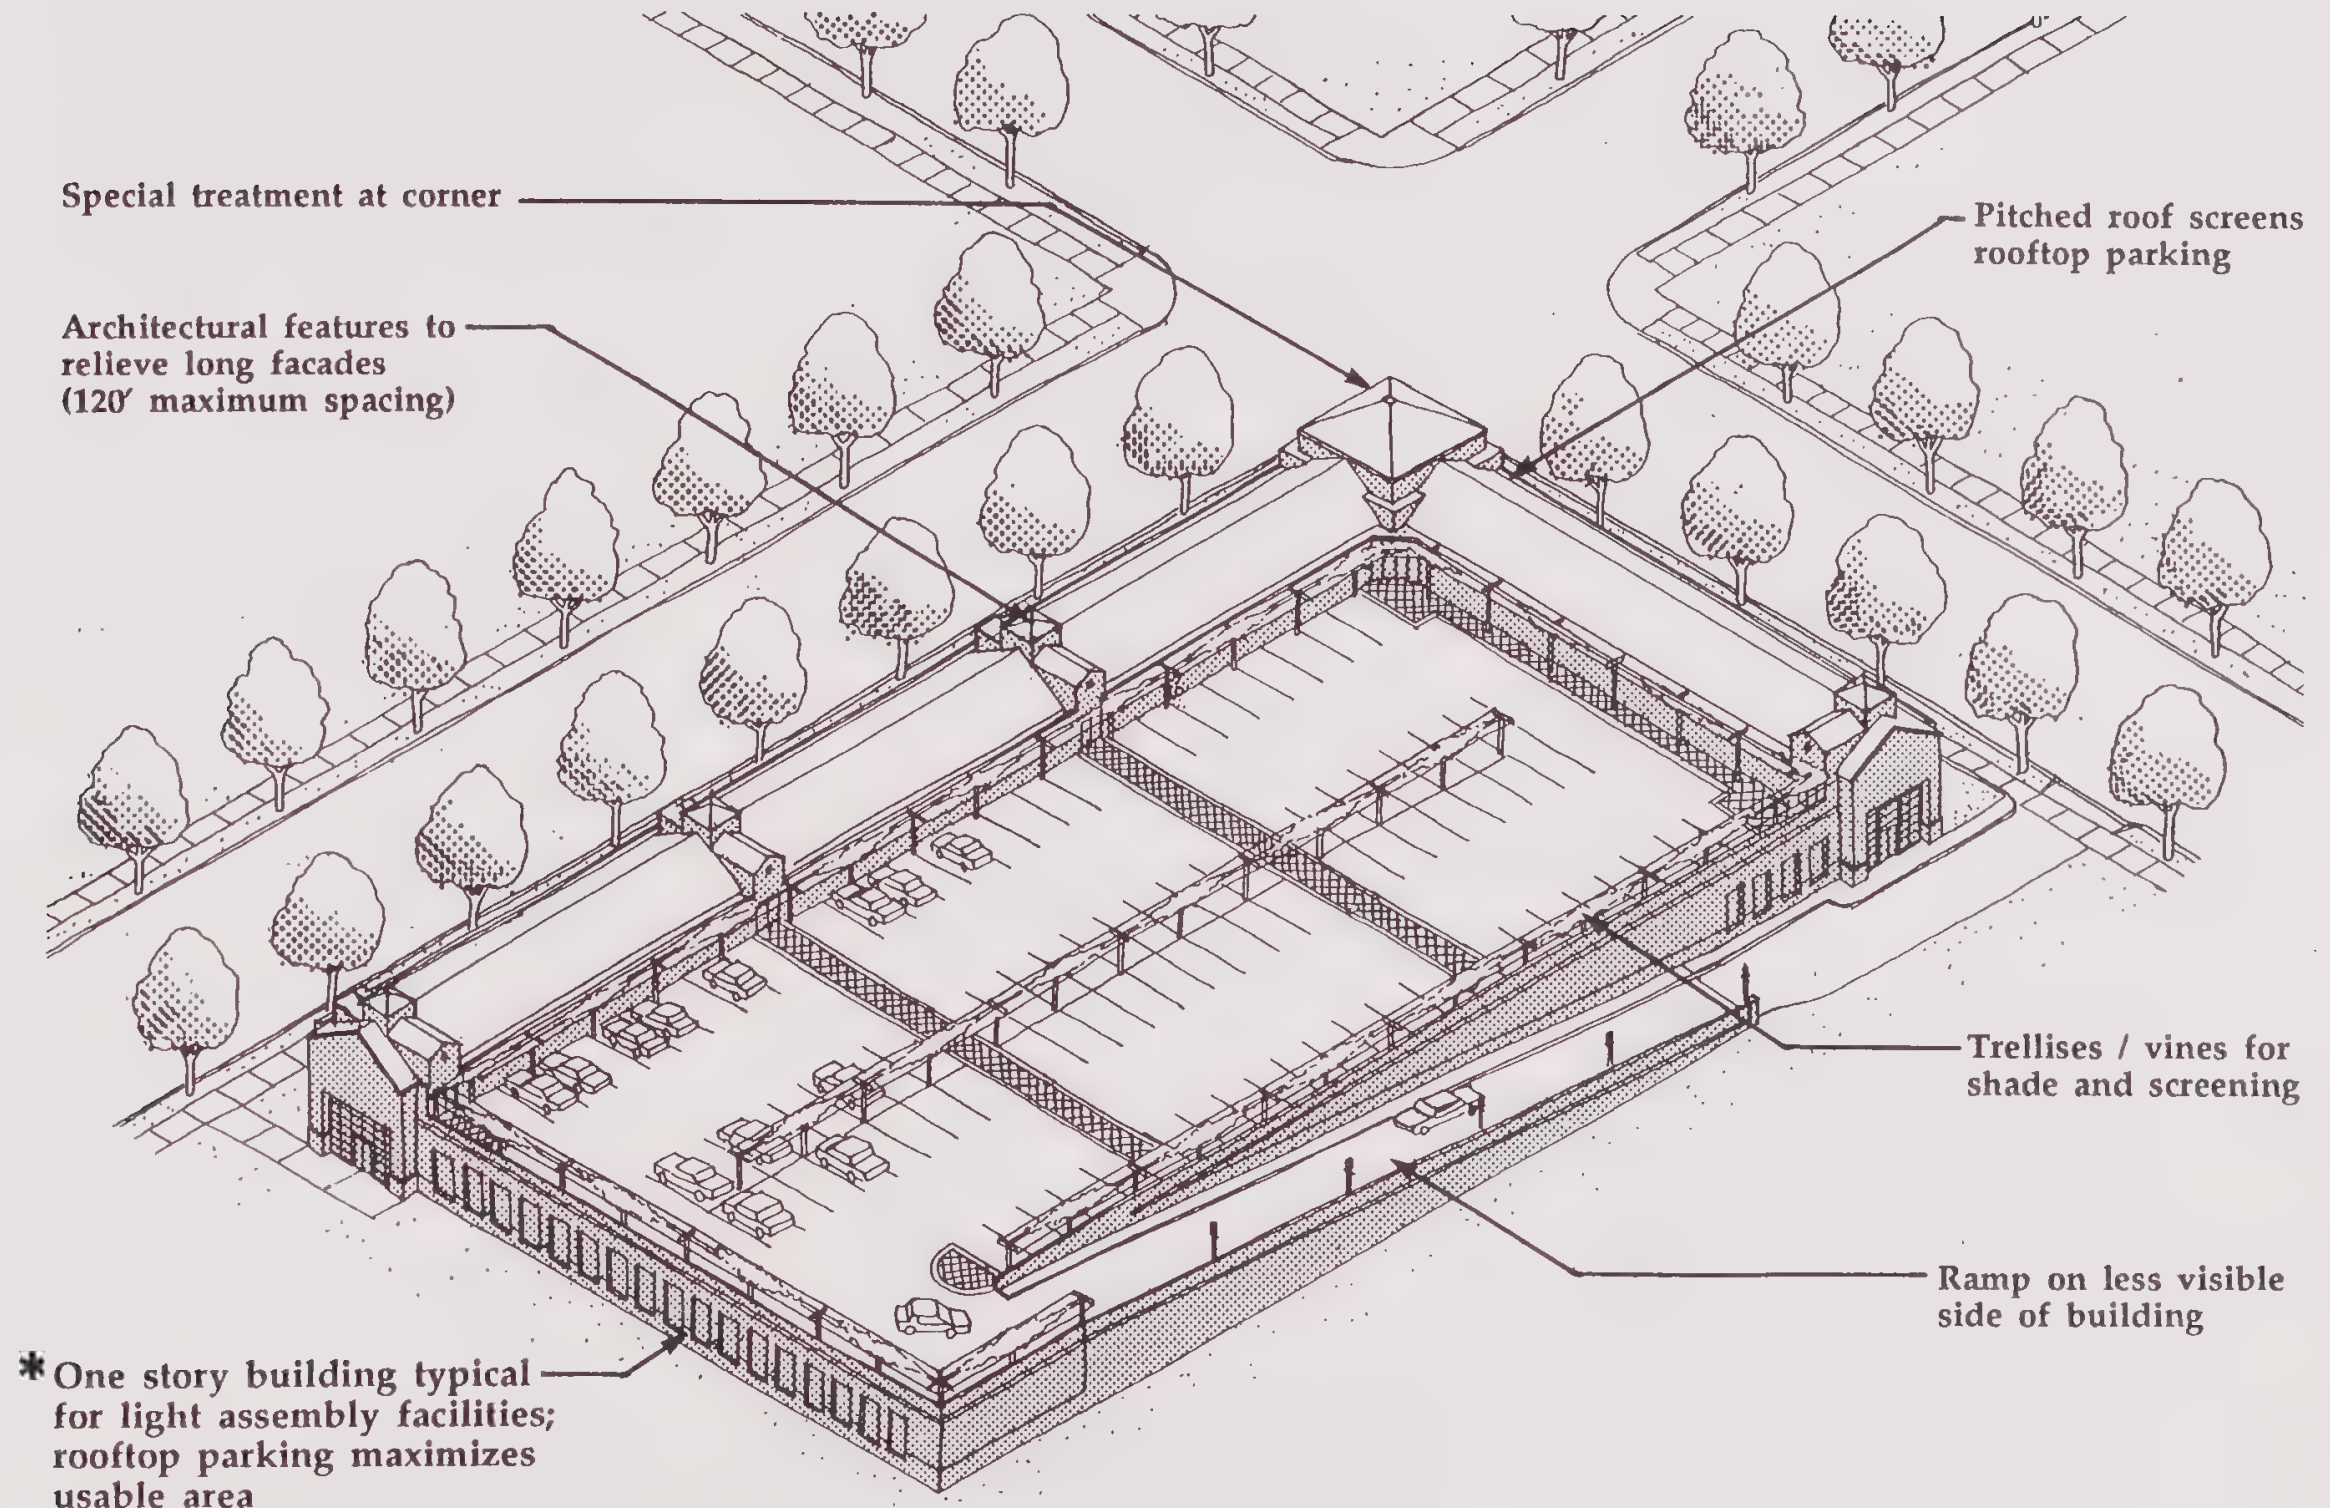 Special treatment at corner
Pitched roof screens
rooftop parking
Architectural features to
relieve long facades
(120' maximum spacing)
Trellises / vines for
shade and screening
Ramp on less visible
side of building
* One story building typical
for light assembly facilities;
rooftop parking maximizes
usable area